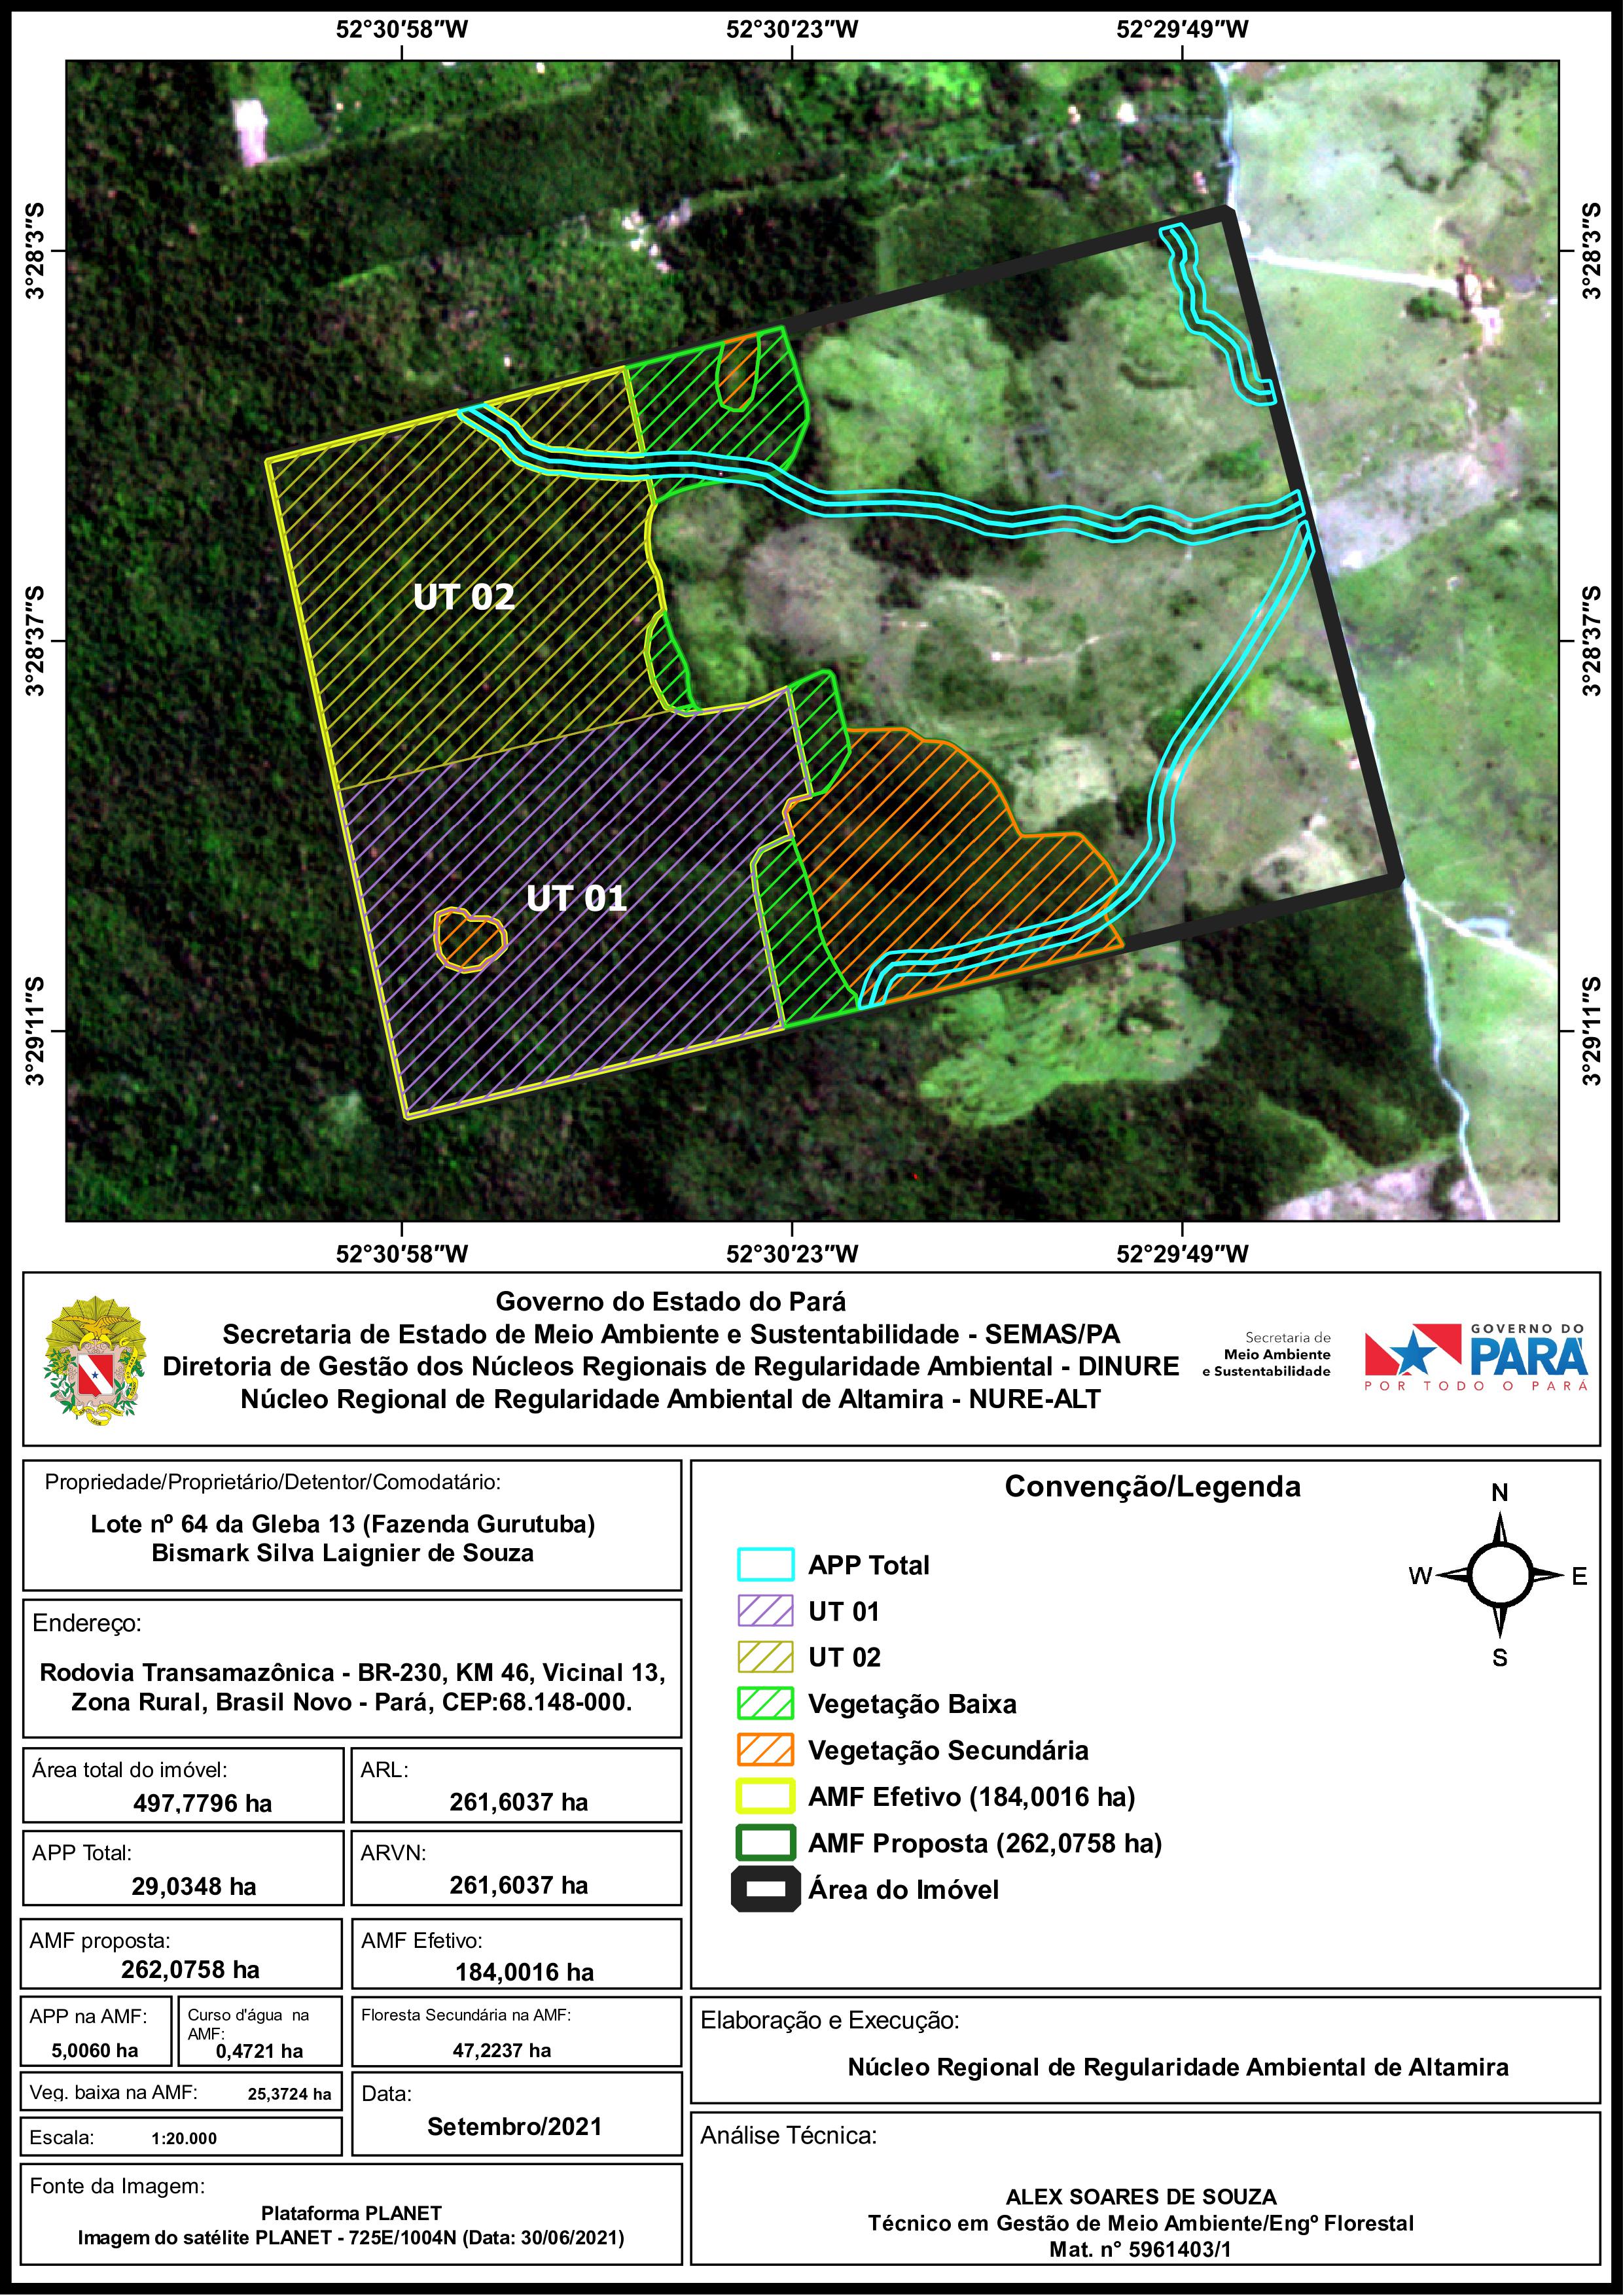 52°30'58"W 52°30'23"W 52°29'49"W
3°28'3"S 3°28'3"S
3°28'37"S 3°28'37"S
3°29'11"S 3°29'11"S
UT 02
UT 01
52°30'58"W 52°30'23"W 52°29'49"W
Governo do Estado do Pará
Secretaria de Estado de Meio Ambiente e Sustentabilidade - SEMAS/PA
Diretoria de Gestão dos Núcleos Regionais de Regularidade Ambiental - DINURE
Núcleo Regional de Regularidade Ambiental de Altamira - NURE-ALT
Secretaria de
Meio Ambiente
e Sustentabilidade
GOVERNO DO
PARÁ
POR TODO O PARÁ
Propriedade/Proprietário/Detentor/Comodatário:
Lote nº 64 da Gleba 13 (Fazenda Gurutuba)
Bismark Silva Laignier de Souza
Endereço:
Rodovia Transamazônica - BR-230, KM 46, Vicinal 13,
Zona Rural, Brasil Novo - Pará, CEP:68.148-000.
Área total do imóvel:
497,7796 ha
ARL:
261,6037 ha
APP Total:
29,0348 ha
ARVN:
261,6037 ha
AMF proposta:
262,0758 ha
AMF Efetivo:
184,0016 ha
APP na AMF:
5,0060 ha
Curso d'água na
AMF:
0,4721 ha
Floresta Secundária na AMF:
47,2237 ha
Veg. baixa na AMF: 25,3724 ha
Escala: 1:20.000
Data:
Setembro/2021
Fonte da Imagem:
Plataforma PLANET
Imagem do satélite PLANET - 725E/1004N (Data: 30/06/2021)
Convenção/Legenda
N
W E
S
APP Total
UT 01
UT 02
Vegetação Baixa
Vegetação Secundária
AMF Efetivo (184,0016 ha)
AMF Proposta (262,0758 ha)
Área do Imóvel
Elaboração e Execução:
Núcleo Regional de Regularidade Ambiental de Altamira
Análise Técnica:
ALEX SOARES DE SOUZA
Técnico em Gestão de Meio Ambiente/Engº Florestal
Mat. n° 5961403/1